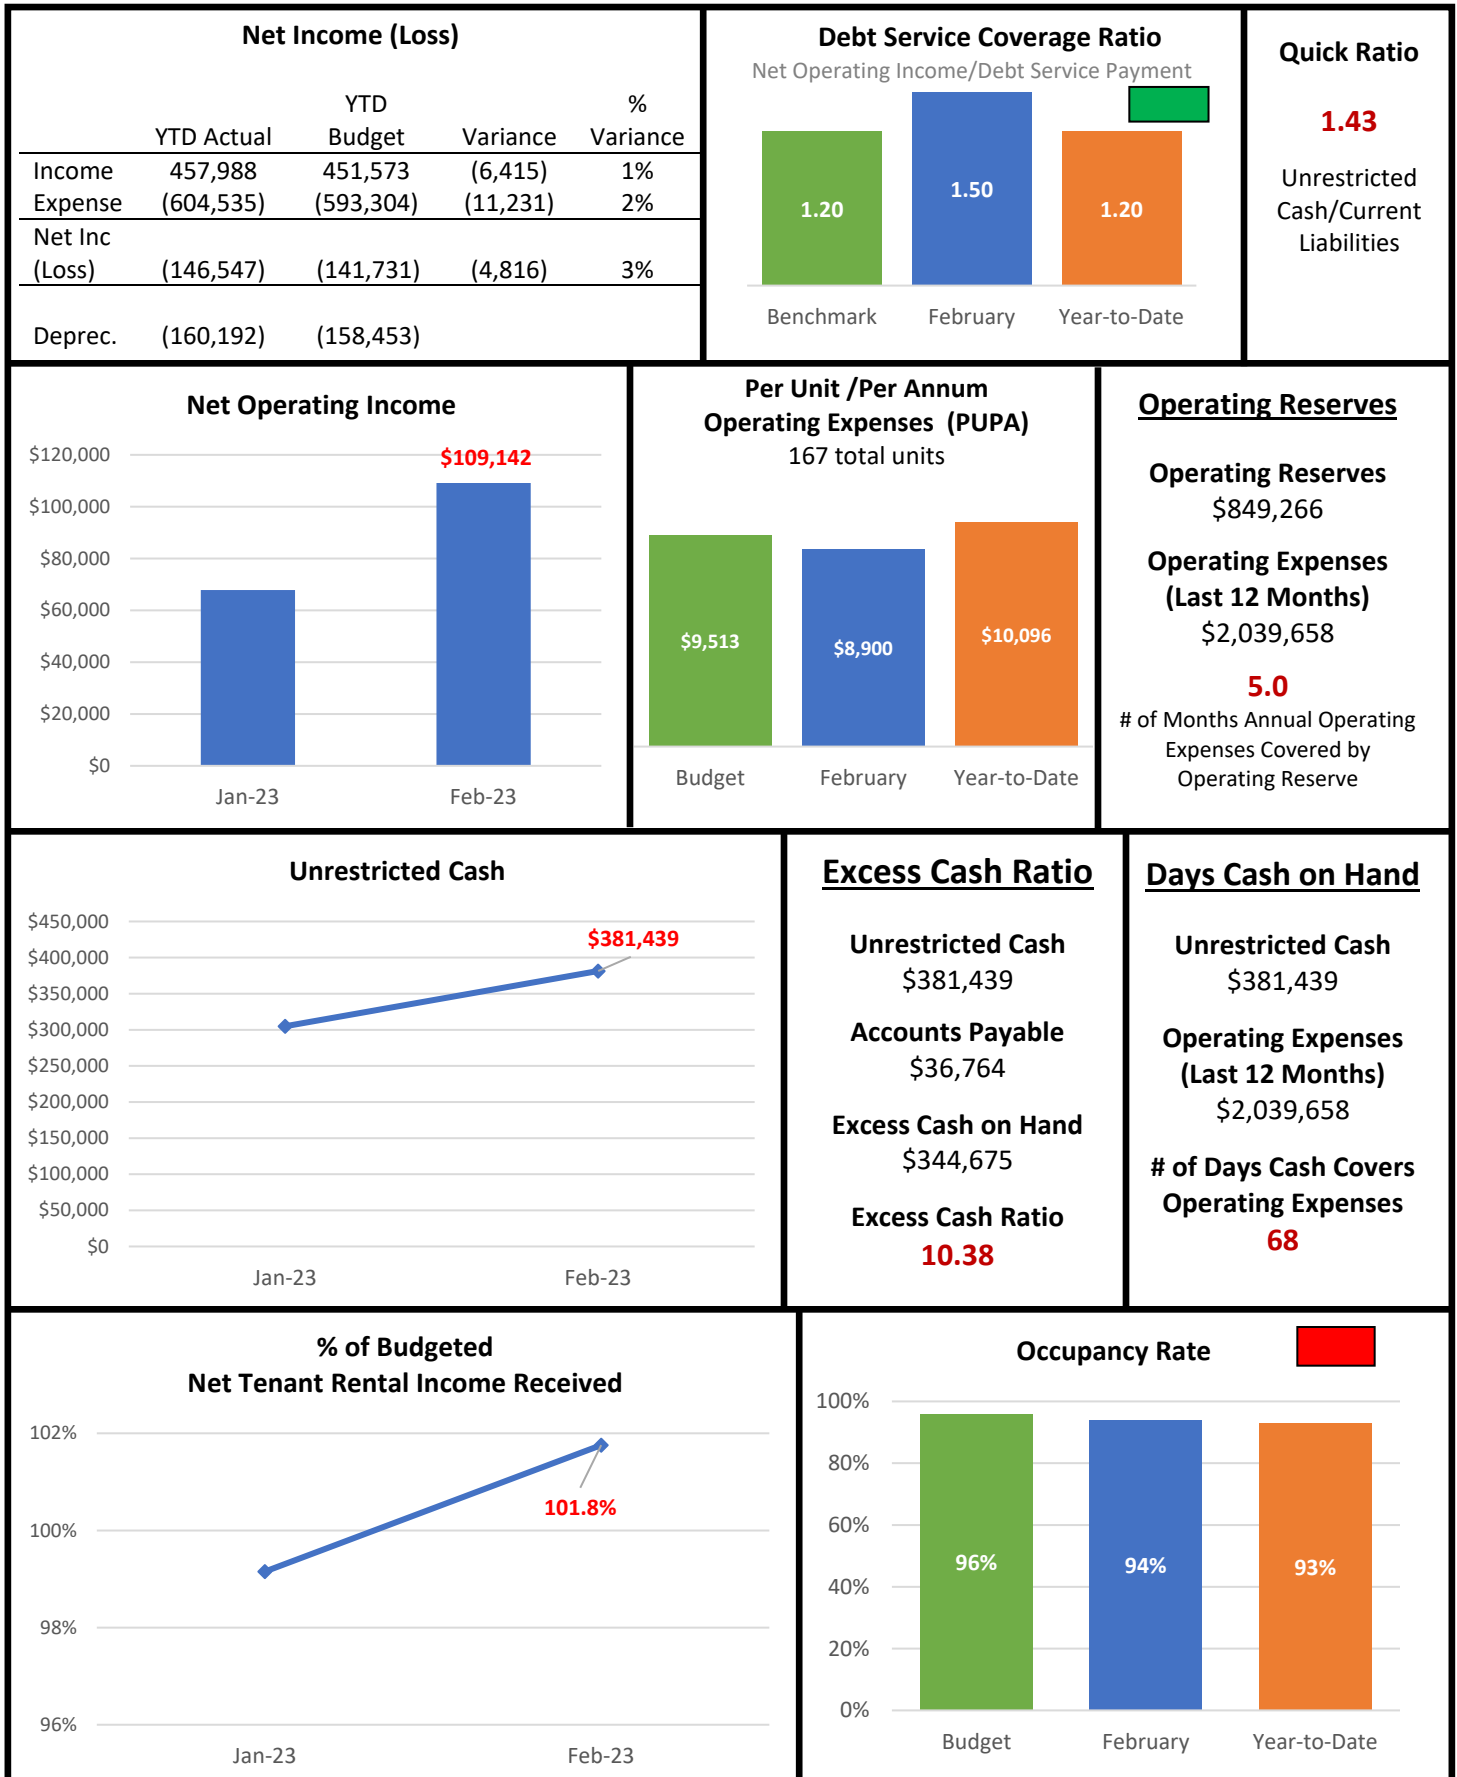 Net Income (Loss)
YTD Actual YTD Budget Variance % Variance
Income 457,988 451,573 (6,415) 1%
Expense (604,535) (593,304) (11,231) 2%
Net Inc
(Loss) (146,547) (141,731) (4,816) 3%
Deprec. (160,192) (158,453)
Debt Service Coverage Ratio
Net Operating Income/Debt Service Payment
1.20 1.50 1.20
Benchmark February Year-to-Date
Quick Ratio
1.43
Unrestricted
Cash/Current
Liabilities
Net Operating Income
$120,000
$109,142
$100,000
$80,000
$60,000
$40,000
$20,000
$0
Jan-23 Feb-23
Per Unit /Per Annum
Operating Expenses (PUPA)
167 total units
$9,513 $8,900 $10,096
Budget February Year-to-Date
Operating Reserves
Operating Reserves
$849,266
Operating Expenses
(Last 12 Months)
$2,039,658
5.0
# of Months Annual Operating
Expenses Covered by
Operating Reserve
Unrestricted Cash
$450,000
$381,439
$400,000
$350,000
$300,000
$250,000
$200,000
$150,000
$100,000
$50,000
$0
Jan-23 Feb-23
Excess Cash Ratio
Unrestricted Cash
$381,439
Accounts Payable
$36,764
Excess Cash on Hand
$344,675
Excess Cash Ratio
10.38
Days Cash on Hand
Unrestricted Cash
$381,439
Operating Expenses
(Last 12 Months)
$2,039,658
# of Days Cash Covers
Operating Expenses
68
% of Budgeted
Net Tenant Rental Income Received
102%
101.8%
100%
98%
96%
Jan-23 Feb-23
Occupancy Rate
100%
80%
60%
96% 94% 93%
40%
20%
0%
Budget February Year-to-Date